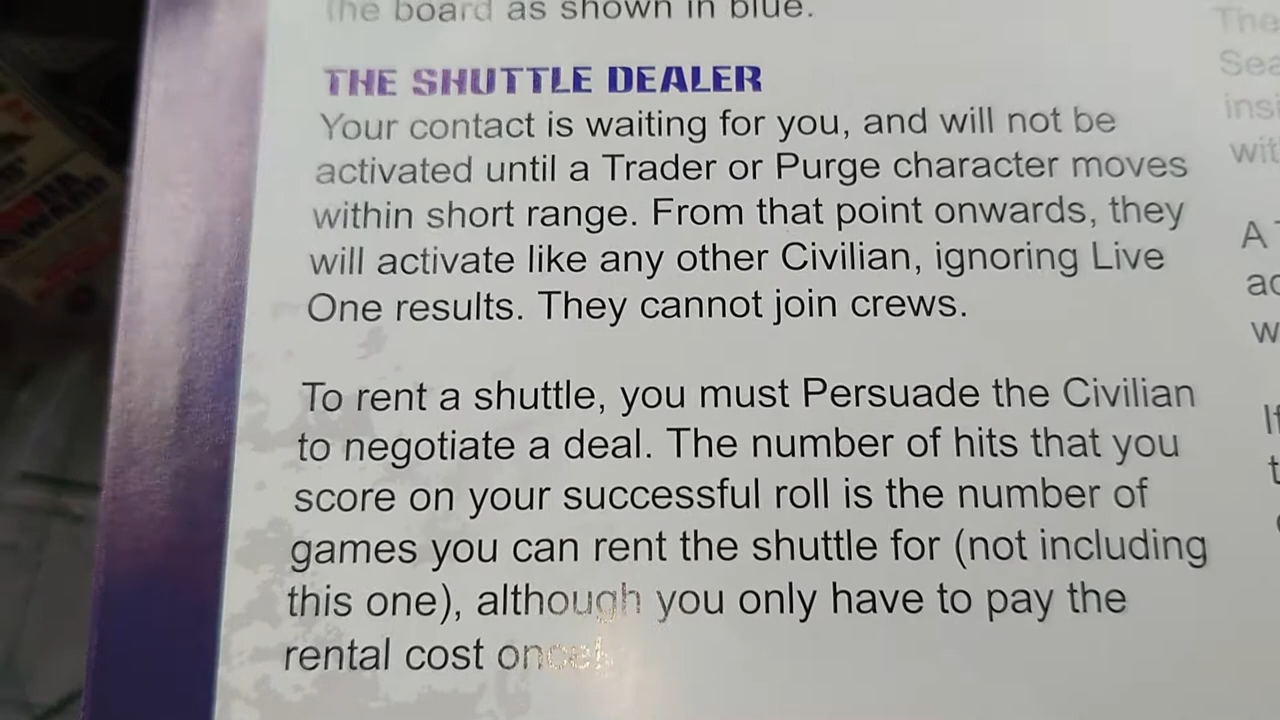 the board as shown in blue.
THE SHUTTLE DEALER
Your contact is waiting for you, and will not be
activated until a Trader or Purge character moves
within short range. From that point onwards, they
will activate like any other Civilian, ignoring Live
One results. They cannot join crews.
To rent a shuttle, you must Persuade the Civilian
to negotiate a deal. The number of hits that you
score on your successful roll is the number of
games you can rent the shuttle for (not including
this one), although you only have to pay the
rental cost once!
The
A